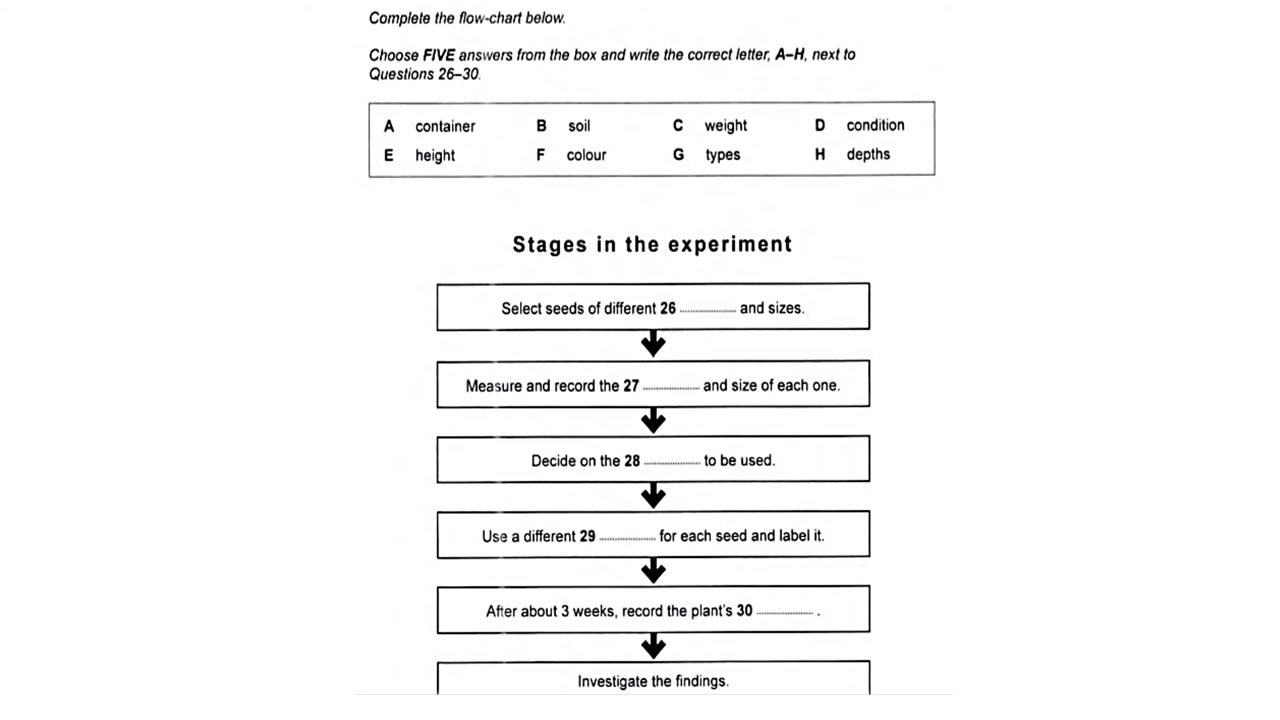 Complete the flow-chart below.
Choose FIVE answers from the box and write the correct letter, A–H, next to
Questions 26–30.
A container B soil C weight D condition
E height F colour G types H depths
Stages in the experiment
Select seeds of different 26 .................... and sizes.
Measure and record the 27 .................... and size of each one.
Decide on the 28 .................... to be used.
Use a different 29 .................... for each seed and label it.
After about 3 weeks, record the plant's 30 .................... .
Investigate the findings.